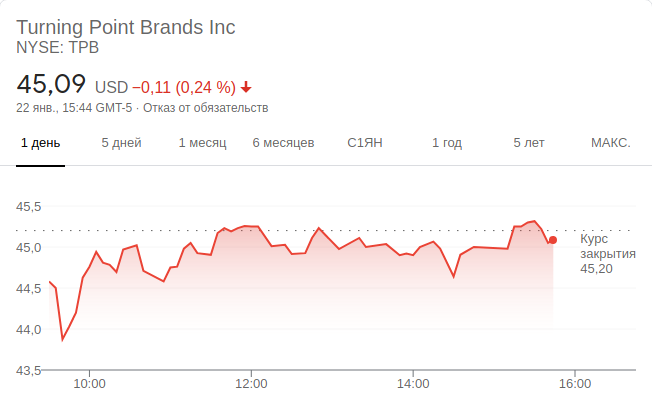 Turning Point Brands Inc
NYSE: TPB
45,09 USD −0,11 (0,24 %)
22 янв., 15:44 GMT-5 · Отказ от обязательств
1 день 5 дней 1 месяц 6 месяцев С1ЯН 1 год 5 лет МАКС.
45,5
45,0
44,5
44,0
43,5
Курс
закрытия
45,20
10:00 12:00 14:00 16:00